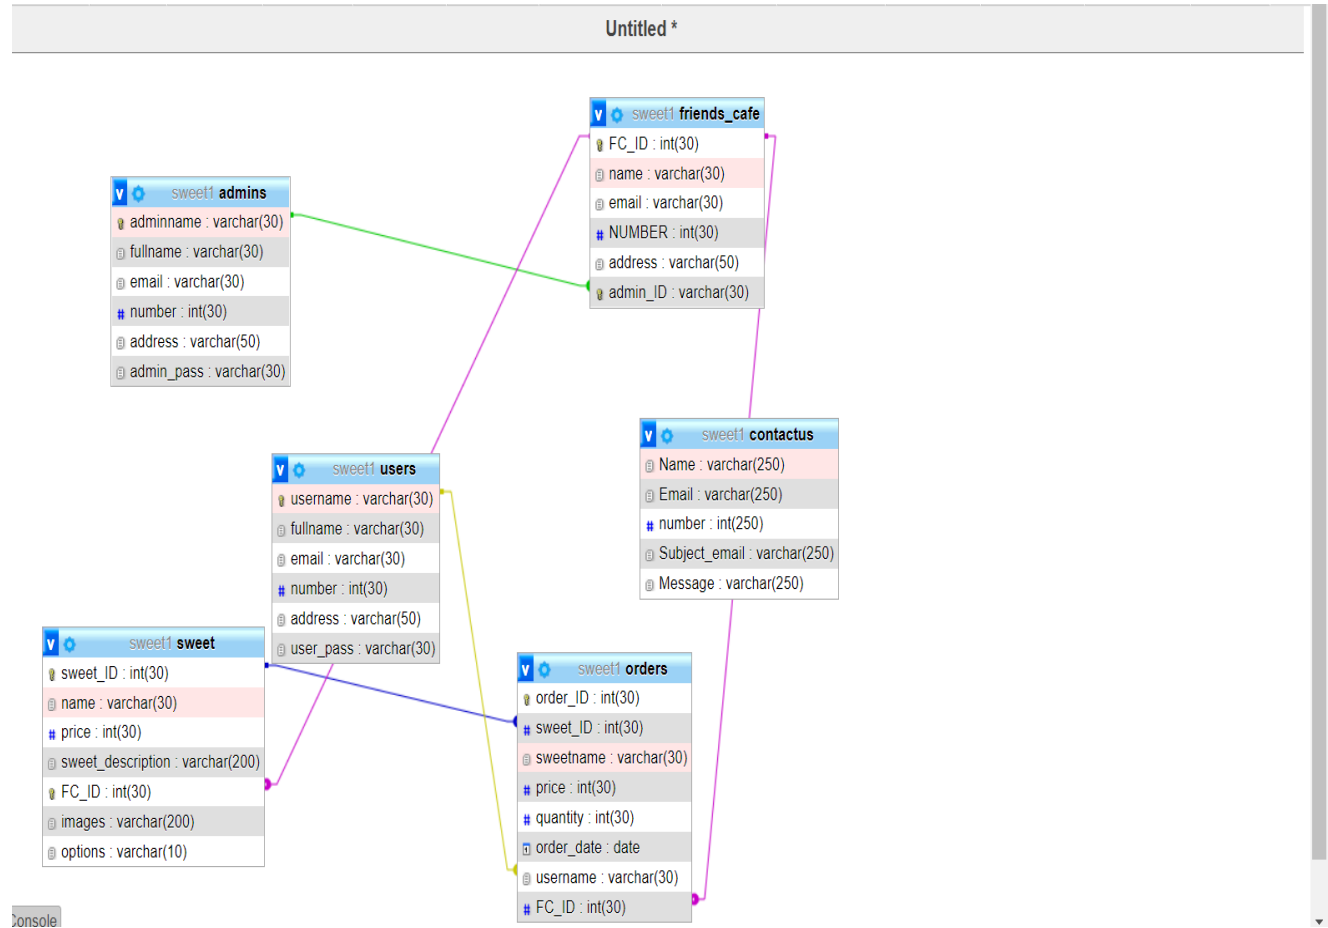 Untitled *
sweet1 friends_cafe
FC_ID : int(30)
name : varchar(30)
email : varchar(30)
NUMBER : int(30)
address : varchar(50)
admin_ID : varchar(30)
sweet1 admins
adminname : varchar(30)
fullname : varchar(30)
email : varchar(30)
number : int(30)
address : varchar(50)
admin_pass : varchar(30)
sweet1 contactus
Name : varchar(250)
Email : varchar(250)
number : int(250)
Subject_email : varchar(250)
Message : varchar(250)
sweet1 users
username : varchar(30)
fullname : varchar(30)
email : varchar(30)
number : int(30)
address : varchar(50)
user_pass : varchar(30)
sweet1 sweet
sweet_ID : int(30)
name : varchar(30)
price : int(30)
sweet_description : varchar(200)
FC_ID : int(30)
images : varchar(200)
options : varchar(10)
sweet1 orders
order_ID : int(30)
sweet_ID : int(30)
sweetname : varchar(30)
price : int(30)
quantity : int(30)
order_date : date
username : varchar(30)
FC_ID : int(30)
Console